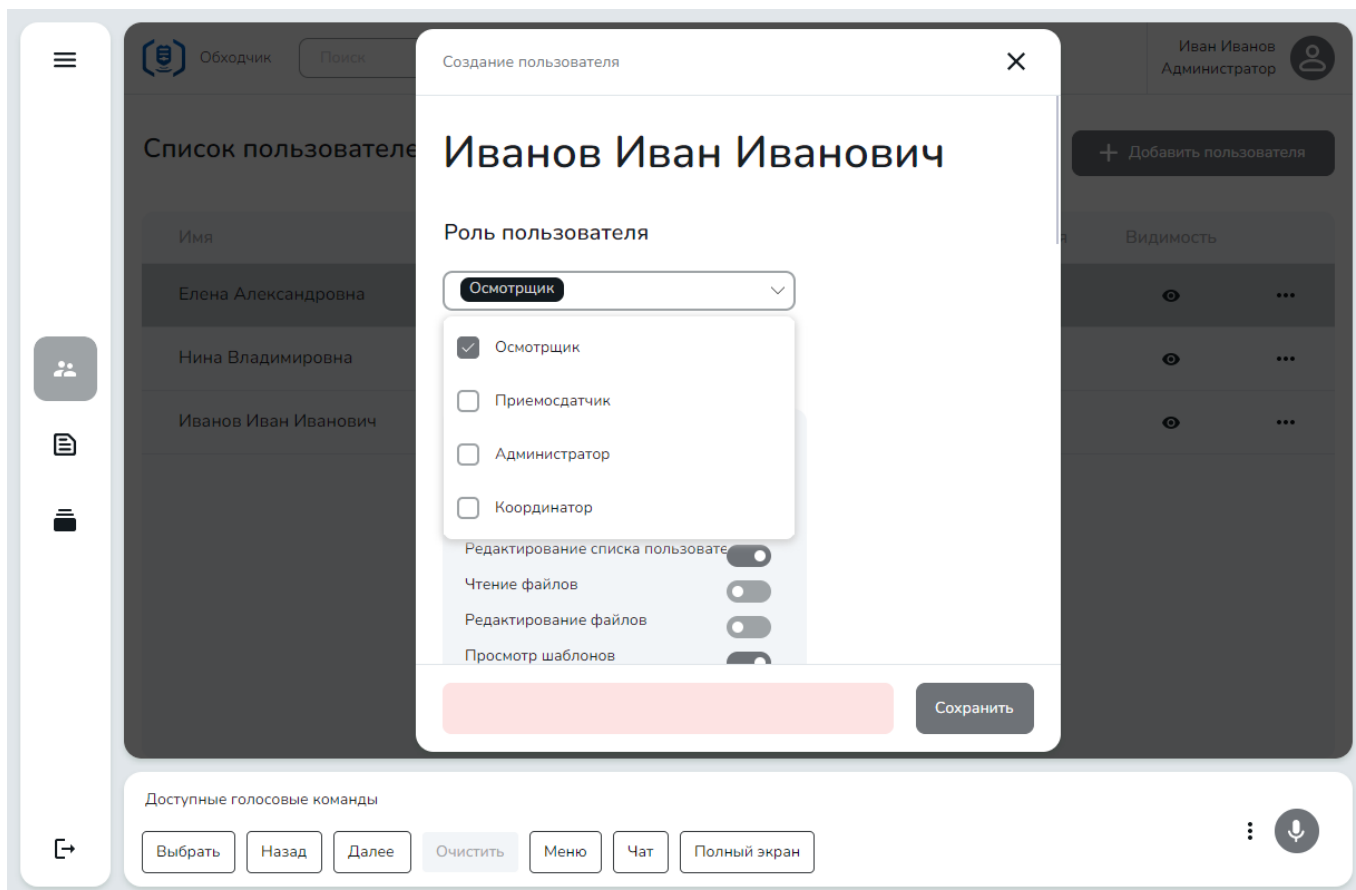 Обходчик
Поиск
Иван Иванов
Администратор
Создание пользователя
Список пользователе
Иванов Иван Иванович
Добавить пользователя
Роль пользователя
Имя
Видимость
Осмотрщик
Елена Александровна
Осмотрщик
Нина Владимировна
Приемосдатчик
Иванов Иван Иванович
Администратор
Координатор
Редактирование списка пользовате
Чтение файлов
Редактирование файлов
Просмотр шаблонов
Сохранить
Доступные голосовые команды
Выбрать
Назад
Далее
Очистить
Меню
Чат
Полный экран